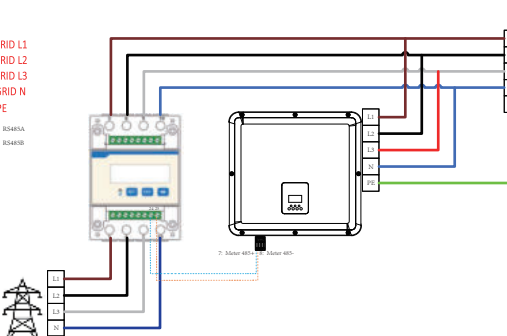 RID L1
RID L2
RID L3
GRID N
PE
RS485A
RS485B
L1
L2
L3
N
PE
7: Meter 485+ 8: Meter 485-
L1
L2
L3
N